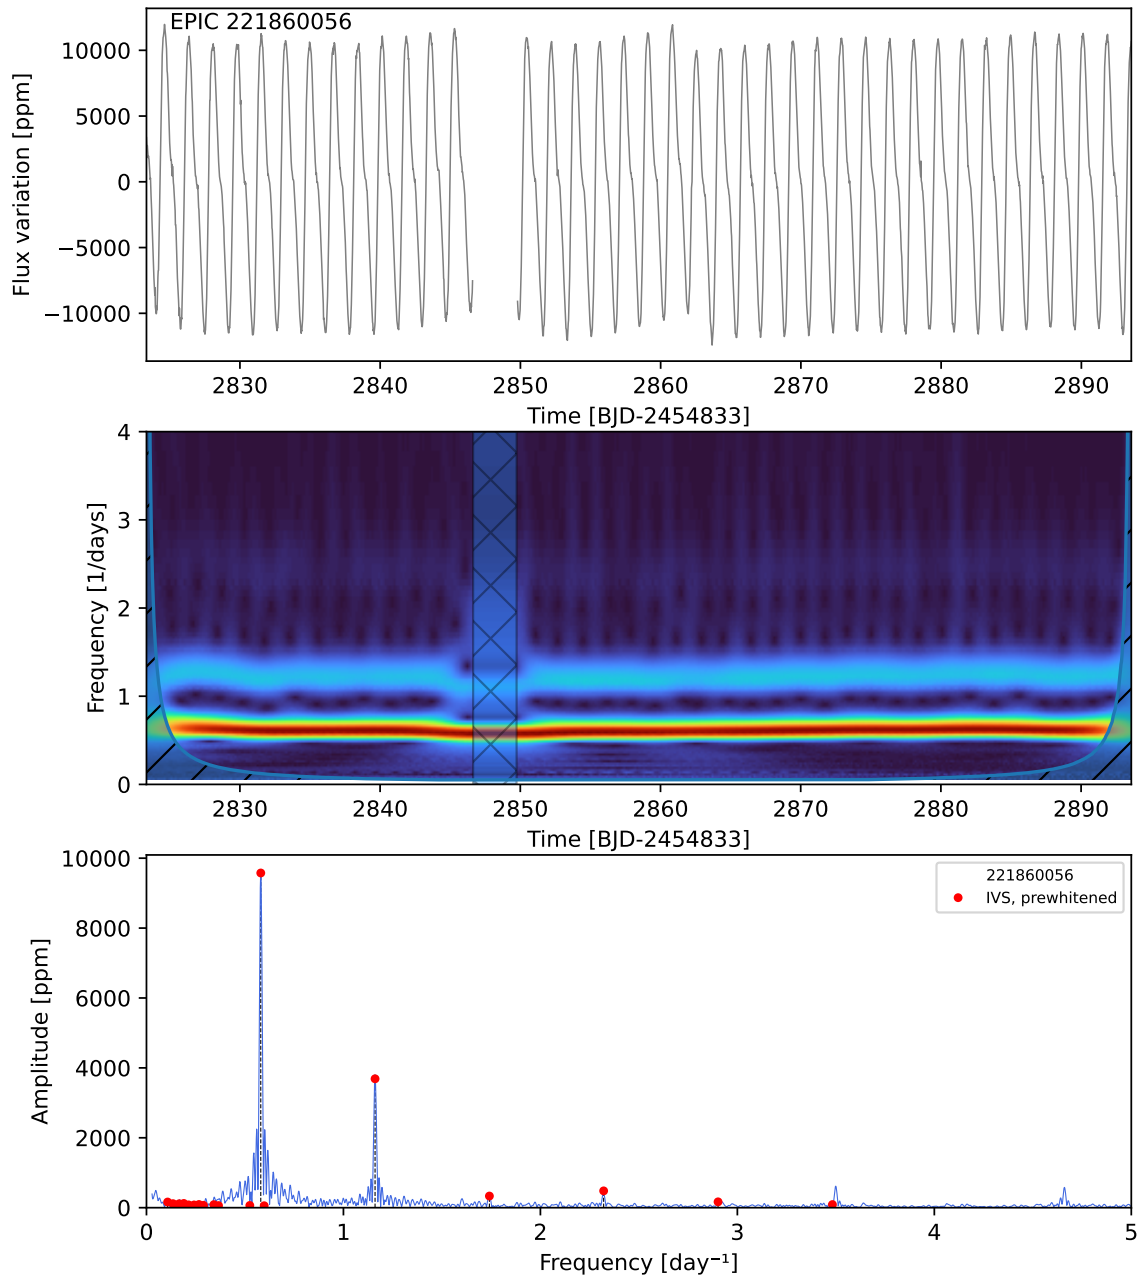 EPIC 221860056
10000
5000
0
−5000
−10000
Flux variation [ppm]
2830 2840 2850 2860 2870 2880 2890
Time [BJD-2454833]
4
3
2
1
0
Frequency [1/days]
2830 2840 2850 2860 2870 2880 2890
Time [BJD-2454833]
10000
8000
6000
4000
2000
0
Amplitude [ppm]
221860056
IVS, prewhitened
0 1 2 3 4 5
Frequency [day⁻¹]